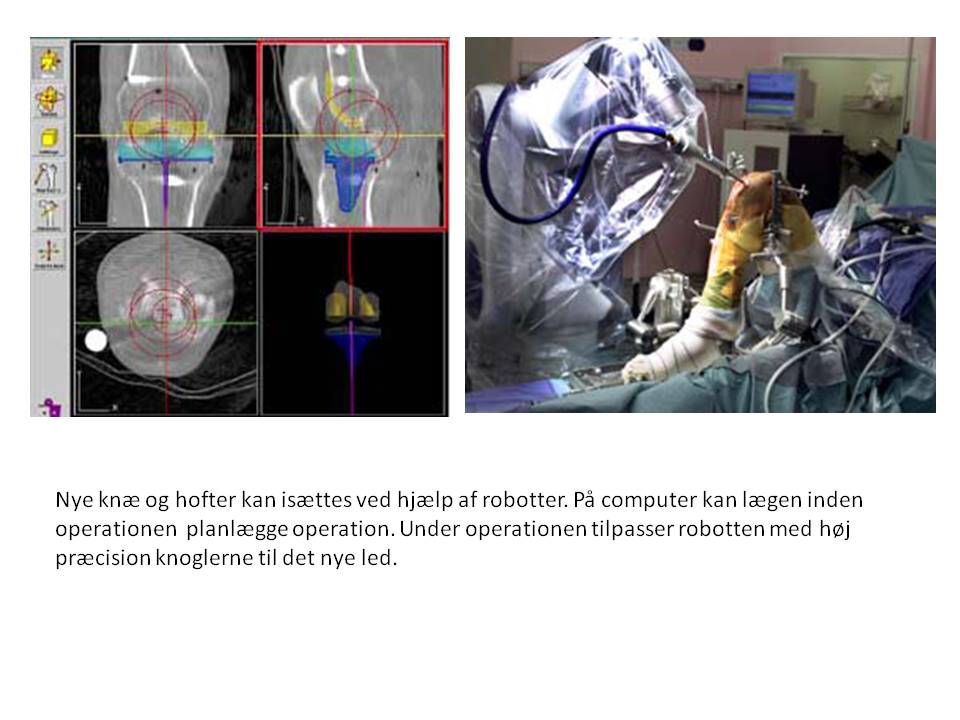 Nye knæ og hofter kan isættes ved hjælp af robotter. På computer kan lægen inden
operationen planlægge operation. Under operationen tilpasser robotten med høj
præcision knoglerne til det nye led.